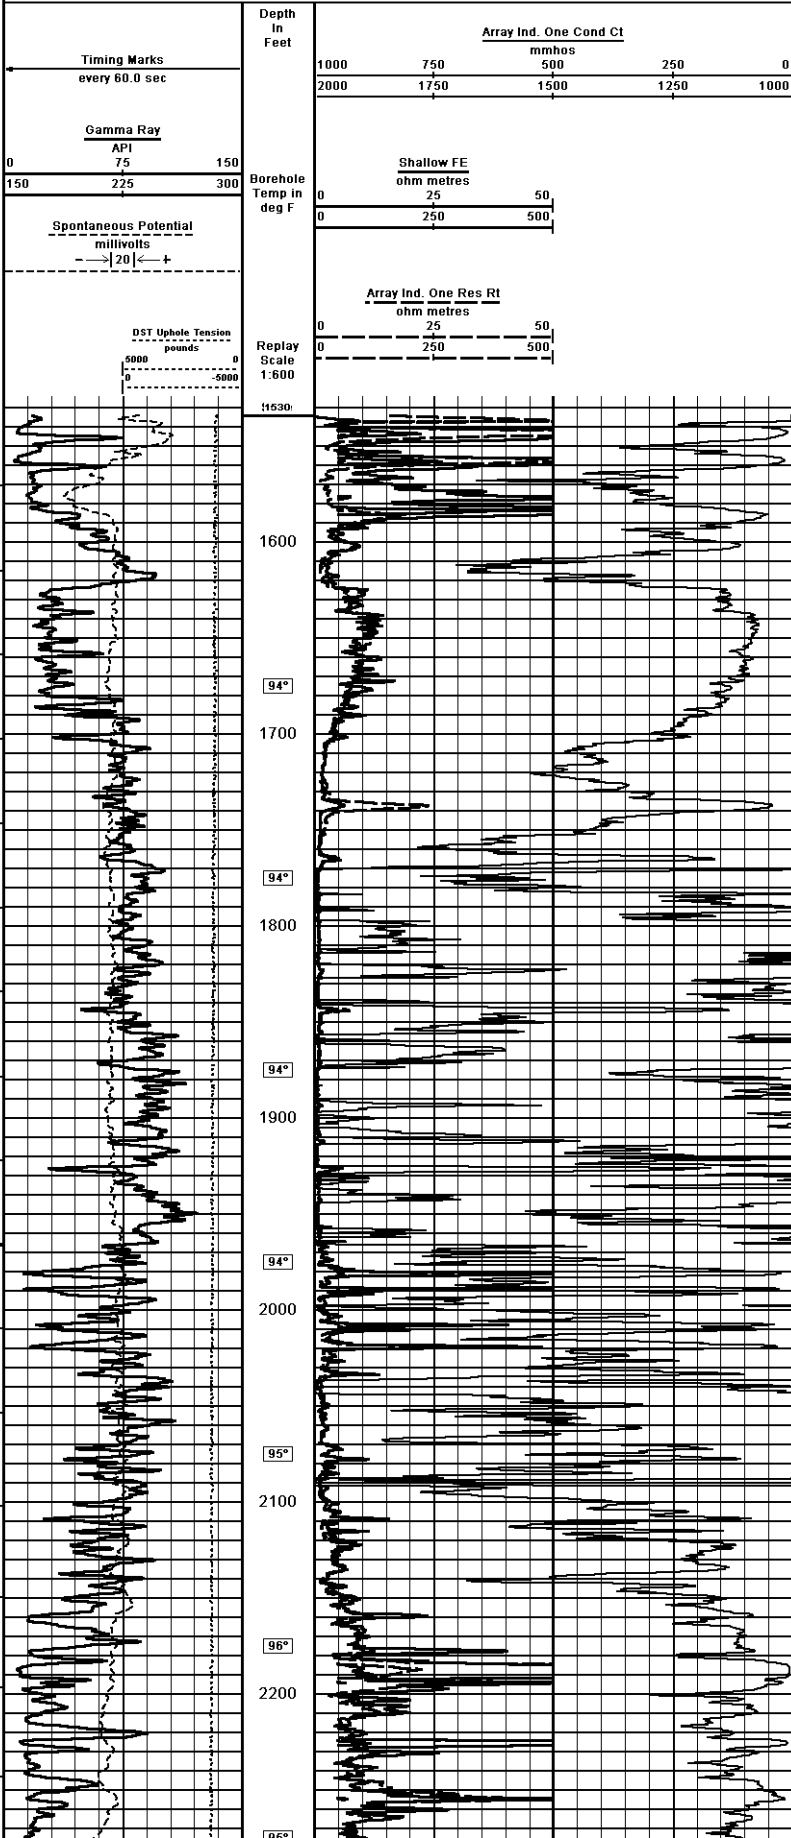 Timing Marks
every 60.0 sec
Gamma Ray
API
0 75 150
150 225 300
Spontaneous Potential
millivolts
- → 20 ← +
DST Uphole Tension
pounds
5000 0
0 -5000
Depth
In
Feet
Borehole
Temp in
deg F
Replay
Scale
1:600
Array Ind. One Cond Ct
mmhos
1000 750 500 250 0
2000 1750 1500 1250 1000
Shallow FE
ohm metres
0 25 50
0 250 500
Array Ind. One Res Rt
ohm metres
0 25 50
0 250 500
1530
1600
94°
1700
94°
1800
94°
1900
94°
2000
95°
2100
96°
2200
96°